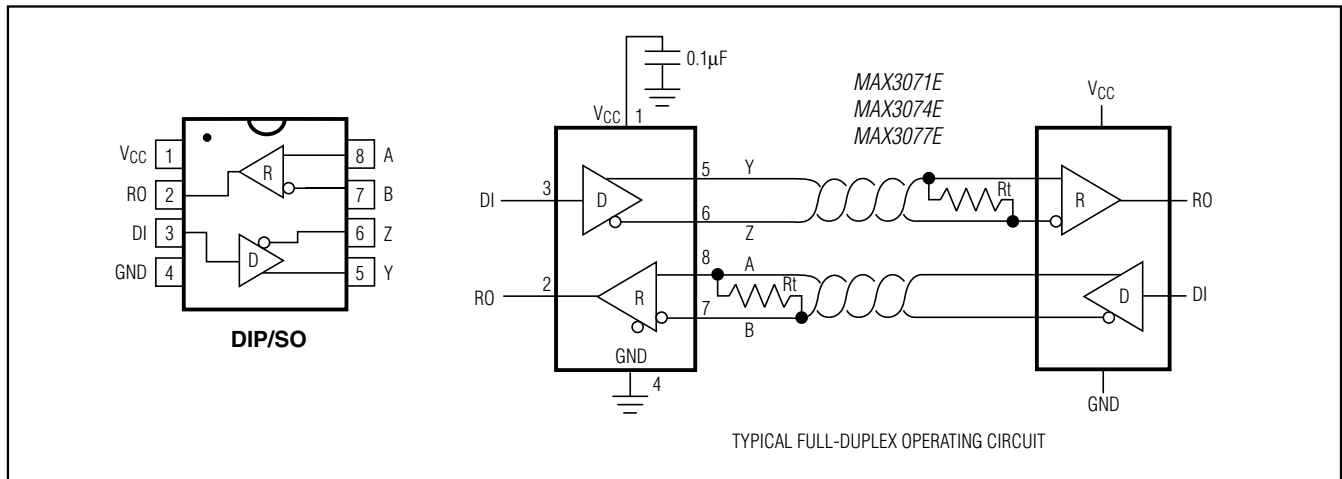 VCC 1
RO 2
DI 3
GND 4
8 A
7 B
6 Z
5 Y
R
D
DIP/SO
0.1μF
VCC 1
MAX3071E
MAX3074E
MAX3077E
VCC
DI 3
D
5 Y
6 Z
Rt
R
RO
RO 2
R
8 A
7 B
Rt
D
DI
GND
4
GND
TYPICAL FULL-DUPLEX OPERATING CIRCUIT